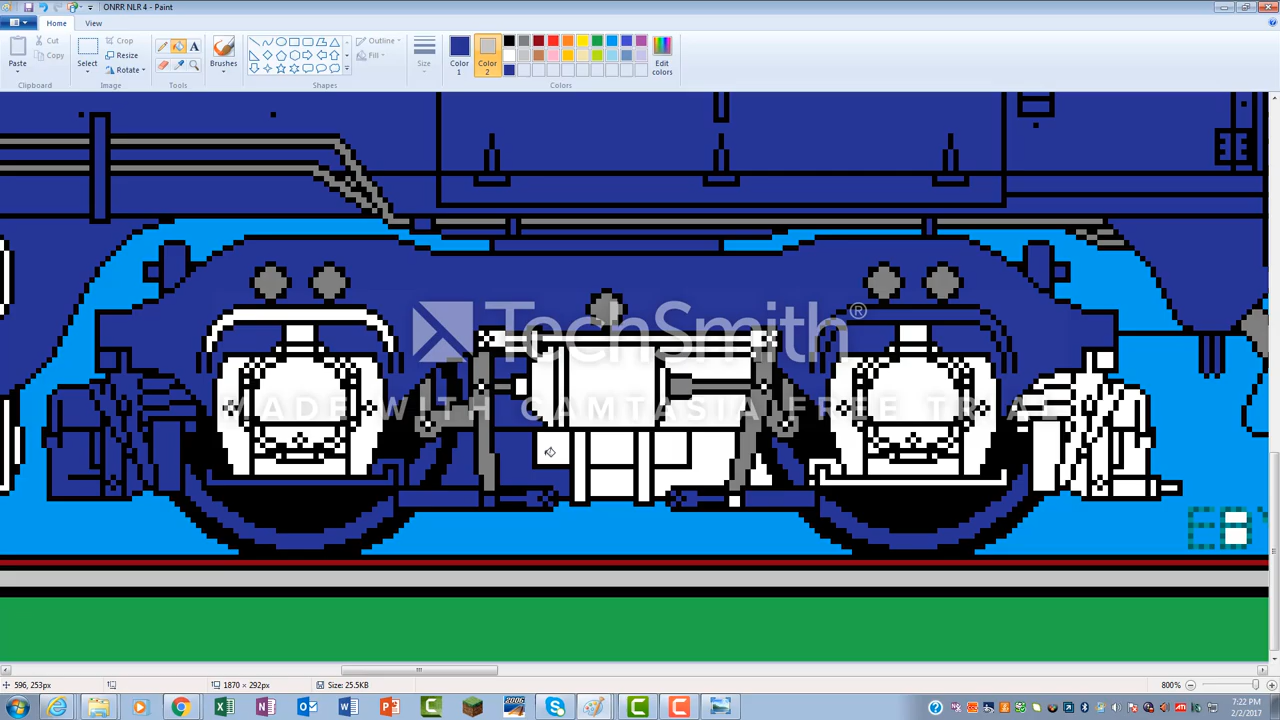 ONRR NLR 4 - Paint
Home View
Paste
Cut
Copy
Clipboard
Select
Crop
Resize
Rotate
Image
A
Tools
Brushes
Shapes
Outline
Fill
Size
Color 1
Color 2
Colors
Edit colors
TechSmith®
MADE WITH CAMTASIA FREE TRIAL
596, 253px
1870 × 292px
Size: 25.5KB
800%
2006
7:22 PM
2/2/2017